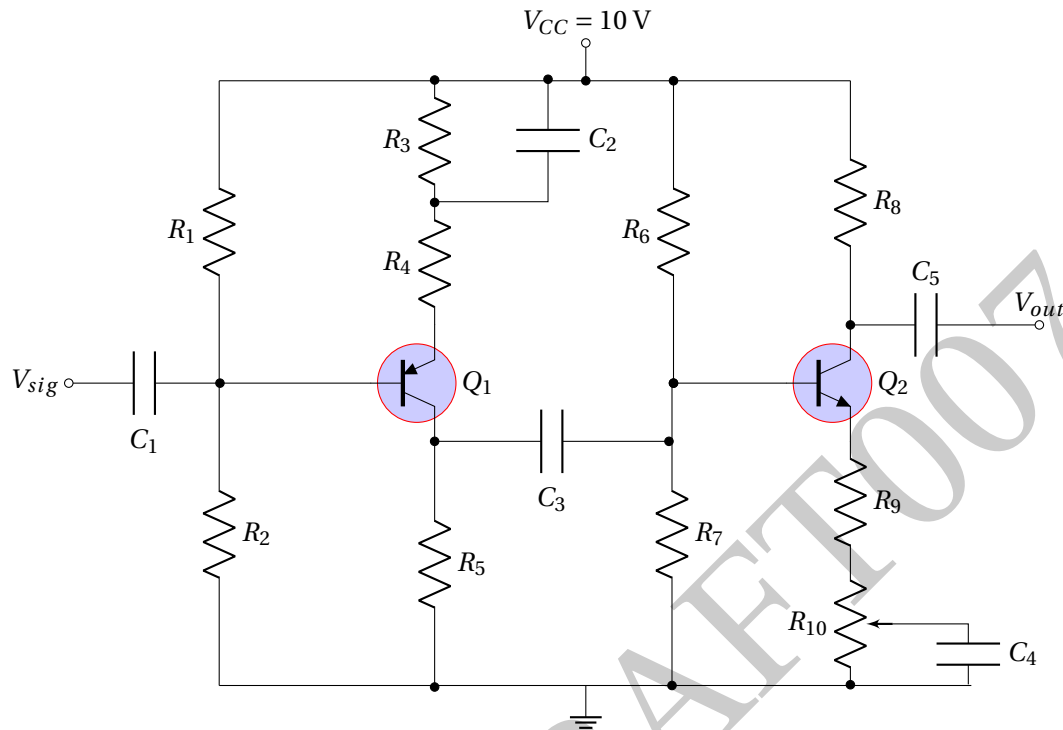 V_CC = 10 V
R_3
C_2
R_1
R_4
R_6
R_8
C_5
V_out
V_sig
C_1
Q_1
Q_2
C_3
R_2
R_5
R_7
R_9
R_10
C_4
AFT007